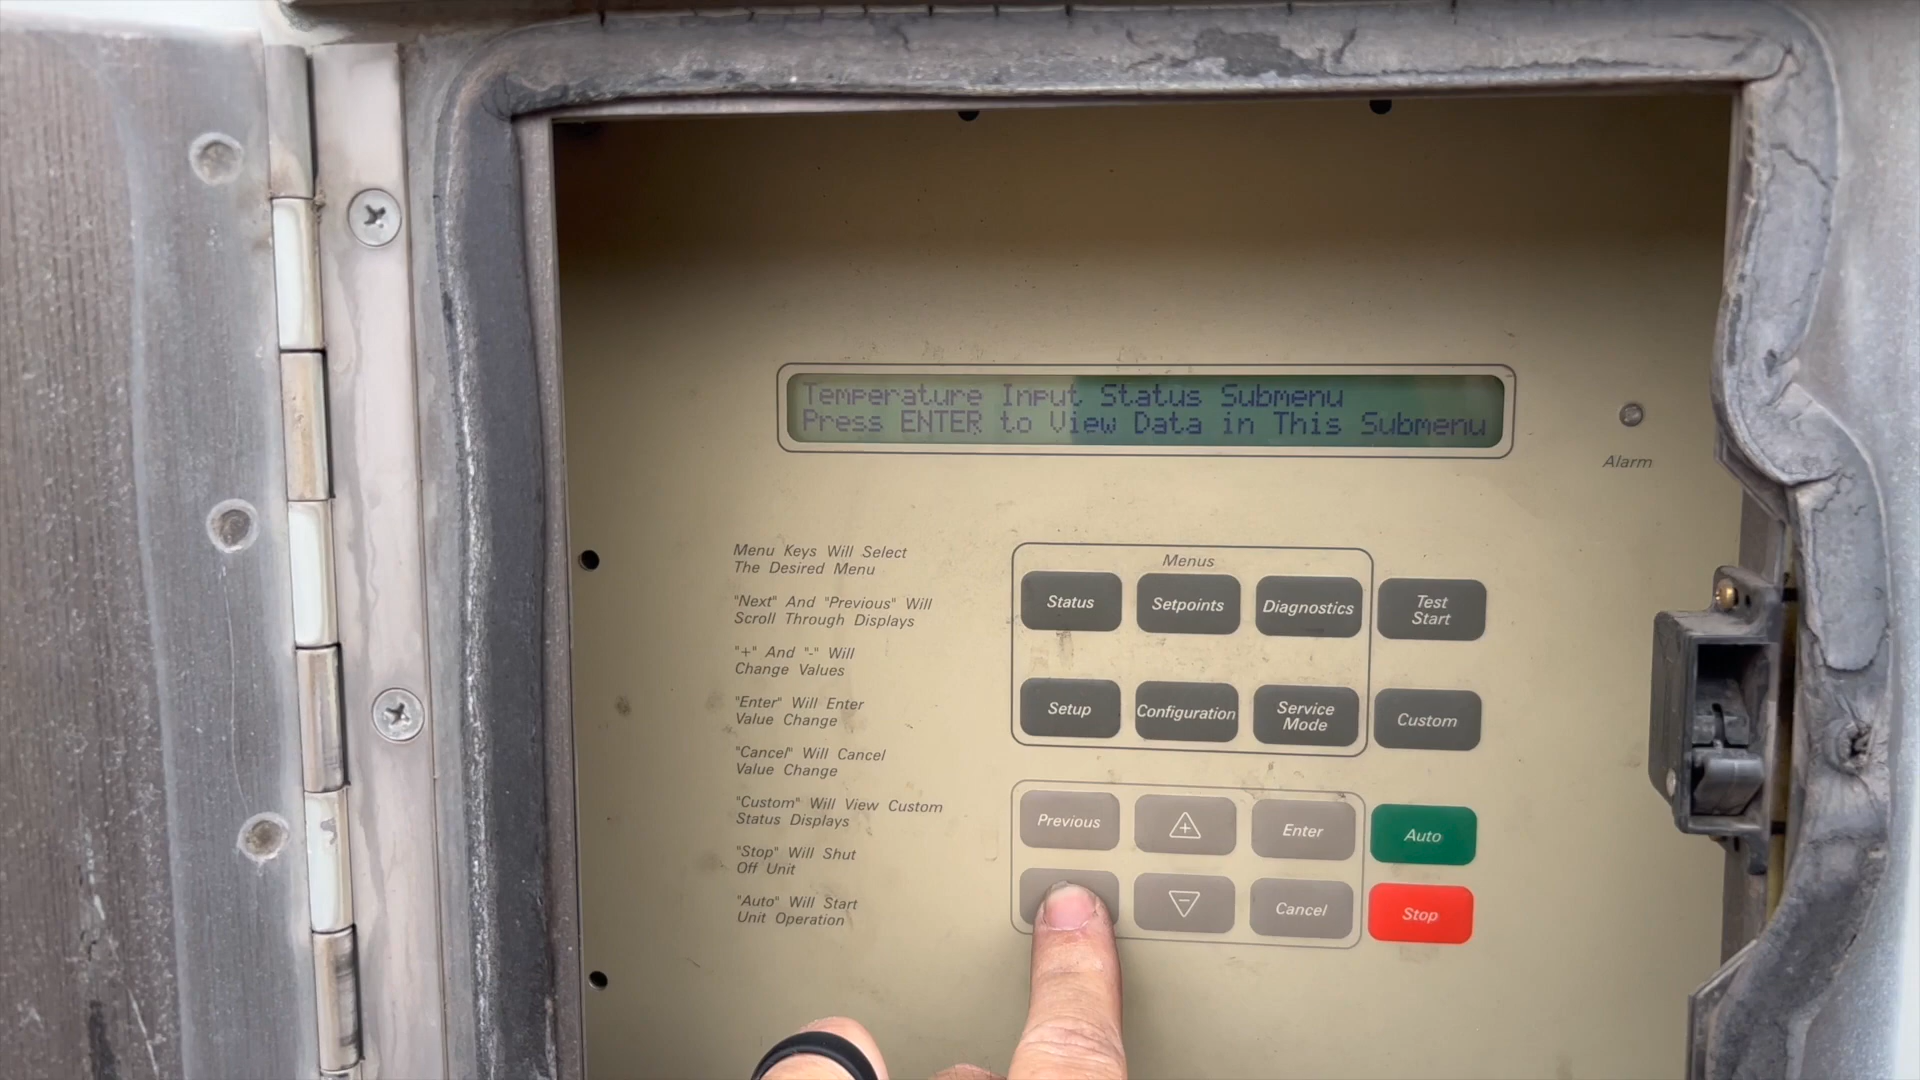 Temperature Input Status Submenu
Press ENTER to View Data in This Submenu
Alarm
Menu Keys Will Select
The Desired Menu
"Next" And "Previous" Will
Scroll Through Displays
"+" And "-" Will
Change Values
"Enter" Will Enter
Value Change
"Cancel" Will Cancel
Value Change
"Custom" Will View Custom
Status Displays
"Stop" Will Shut
Off Unit
"Auto" Will Start
Unit Operation
Menus
Status
Setpoints
Diagnostics
Test
Start
Setup
Configuration
Service
Mode
Custom
Previous
+
Enter
Auto
-
Cancel
Stop